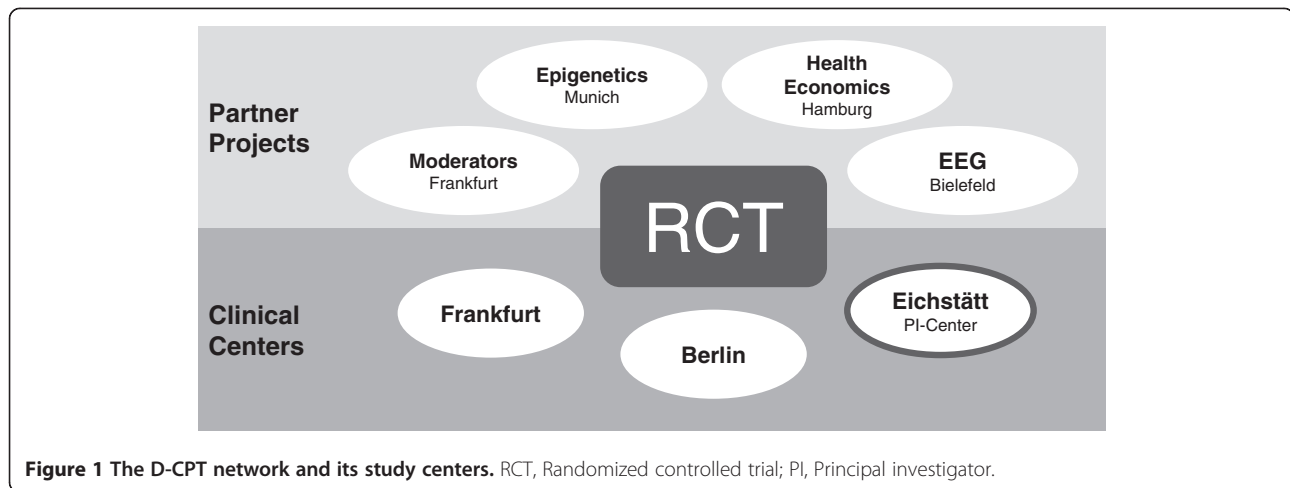 Partner
Projects
Epigenetics
Munich
Health
Economics
Hamburg
Moderators
Frankfurt
EEG
Bielefeld
RCT
Clinical
Centers
Frankfurt
Berlin
Eichstätt
PI-Center
Figure 1 The D-CPT network and its study centers. RCT, Randomized controlled trial; PI, Principal investigator.